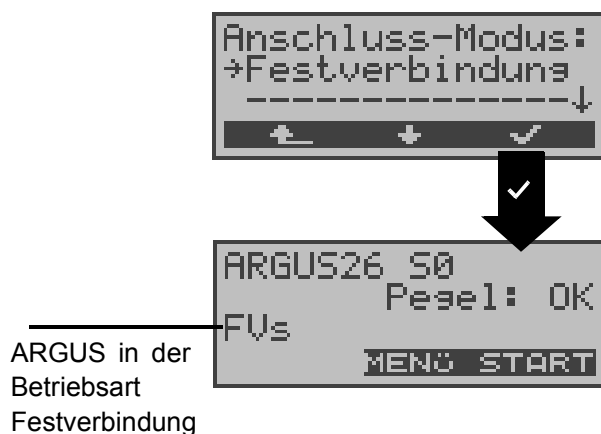 Anschluss-Modus:
→Festverbindung
---------------↓
ARGUS26 S0
Pegel: OK
FVs
MENÜ START
ARGUS in der
Betriebsart
Festverbindung